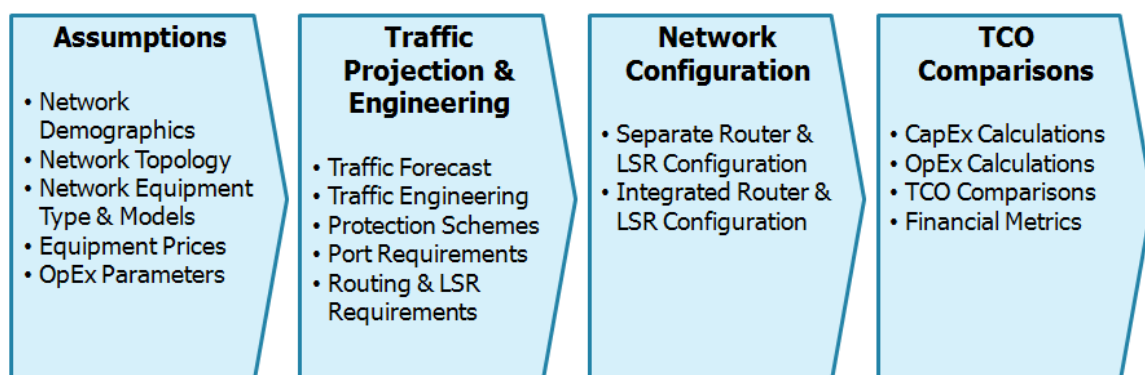 Assumptions
• Network
Demographics
• Network Topology
• Network Equipment
Type & Models
• Equipment Prices
• OpEx Parameters
Traffic
Projection &
Engineering
• Traffic Forecast
• Traffic Engineering
• Protection Schemes
• Port Requirements
• Routing & LSR
Requirements
Network
Configuration
• Separate Router &
LSR Configuration
• Integrated Router &
LSR Configuration
TCO
Comparisons
• CapEx Calculations
• OpEx Calculations
• TCO Comparisons
• Financial Metrics